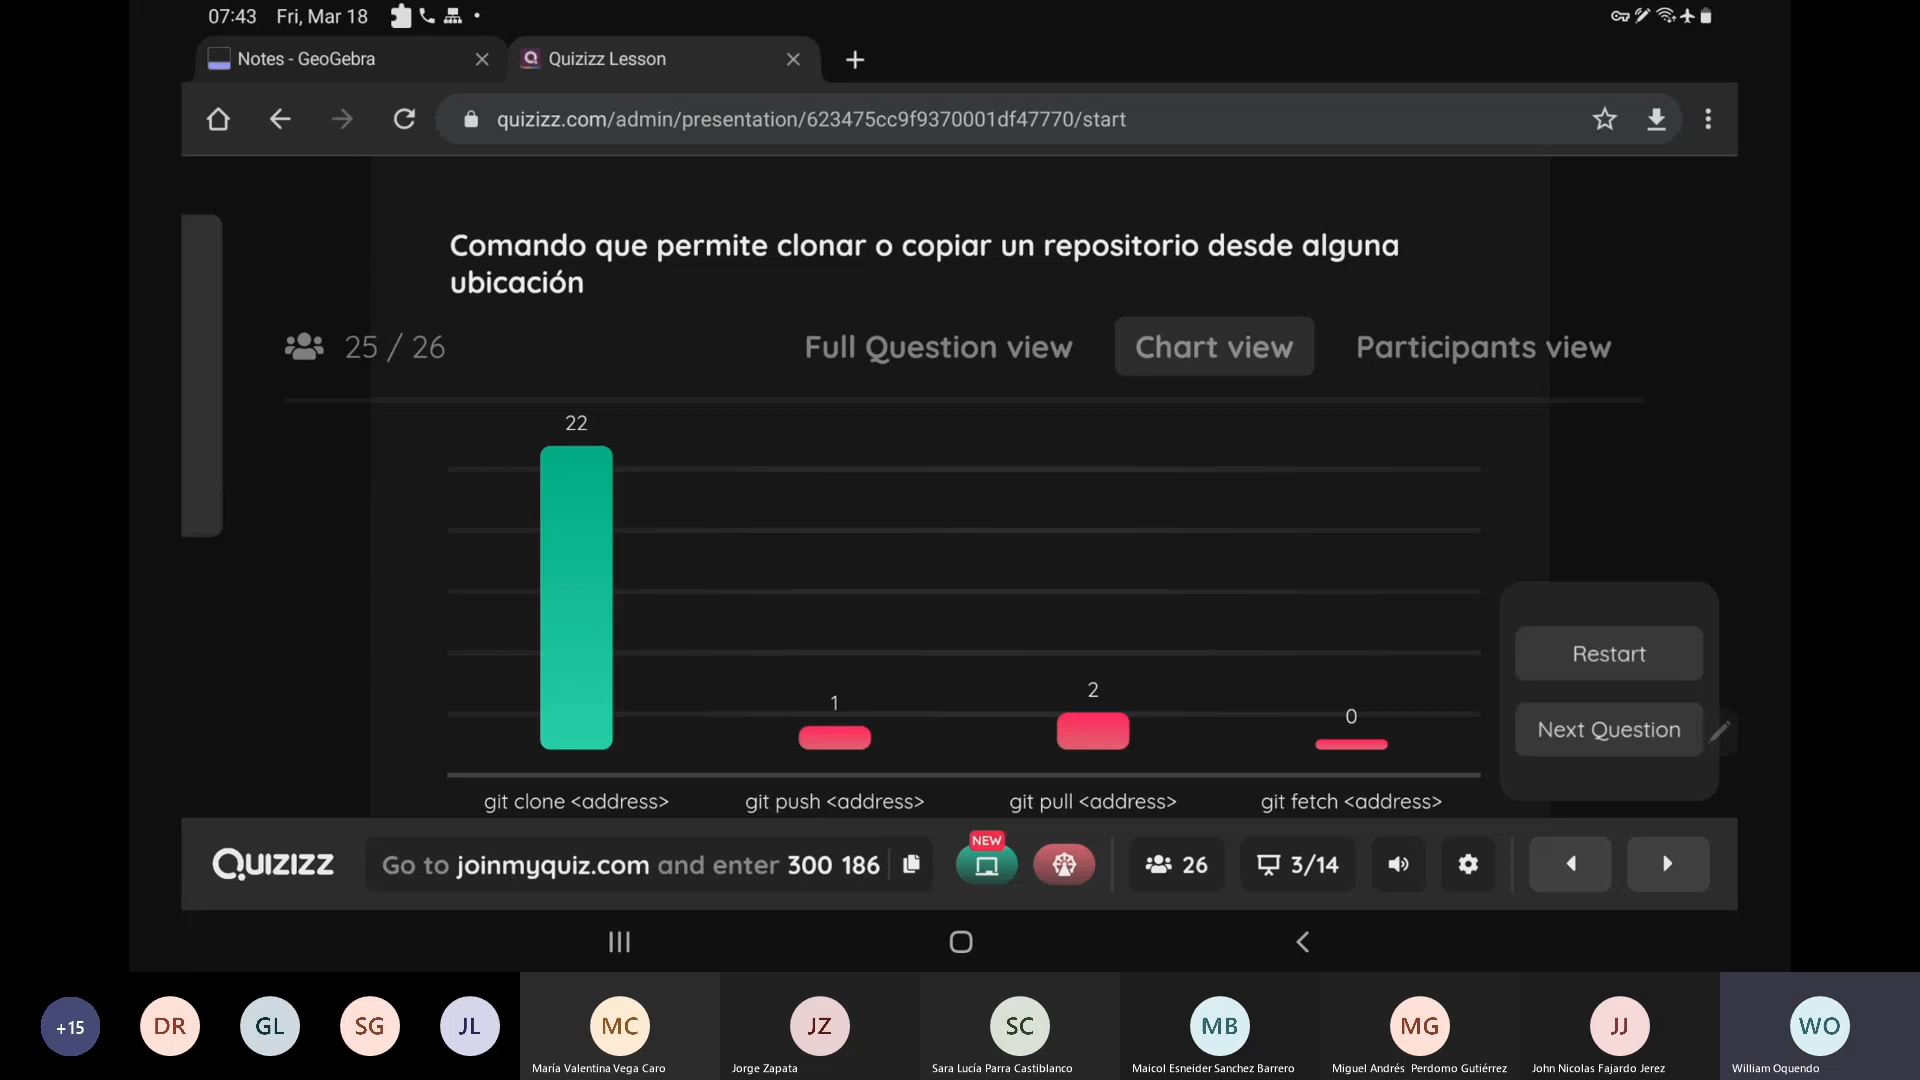 07:43 Fri, Mar 18
Notes - GeoGebra
Quizizz Lesson
quizizz.com/admin/presentation/623475cc9f9370001df47770/start
Comando que permite clonar o copiar un repositorio desde alguna
ubicación
25 / 26
Full Question view
Chart view
Participants view
22
1
2
0
git clone <address>
git push <address>
git pull <address>
git fetch <address>
Restart
Next Question
QUIZIZZ
Go to joinmyquiz.com and enter 300 186
NEW
26
3/14
+15
DR
GL
SG
JL
MC
JZ
SC
MB
MG
JJ
WO
María Valentina Vega Caro
Jorge Zapata
Sara Lucía Parra Castiblanco
Maicol Esneider Sanchez Barrero
Miguel Andrés Perdomo Gutiérrez
John Nicolas Fajardo Jerez
William Oquendo